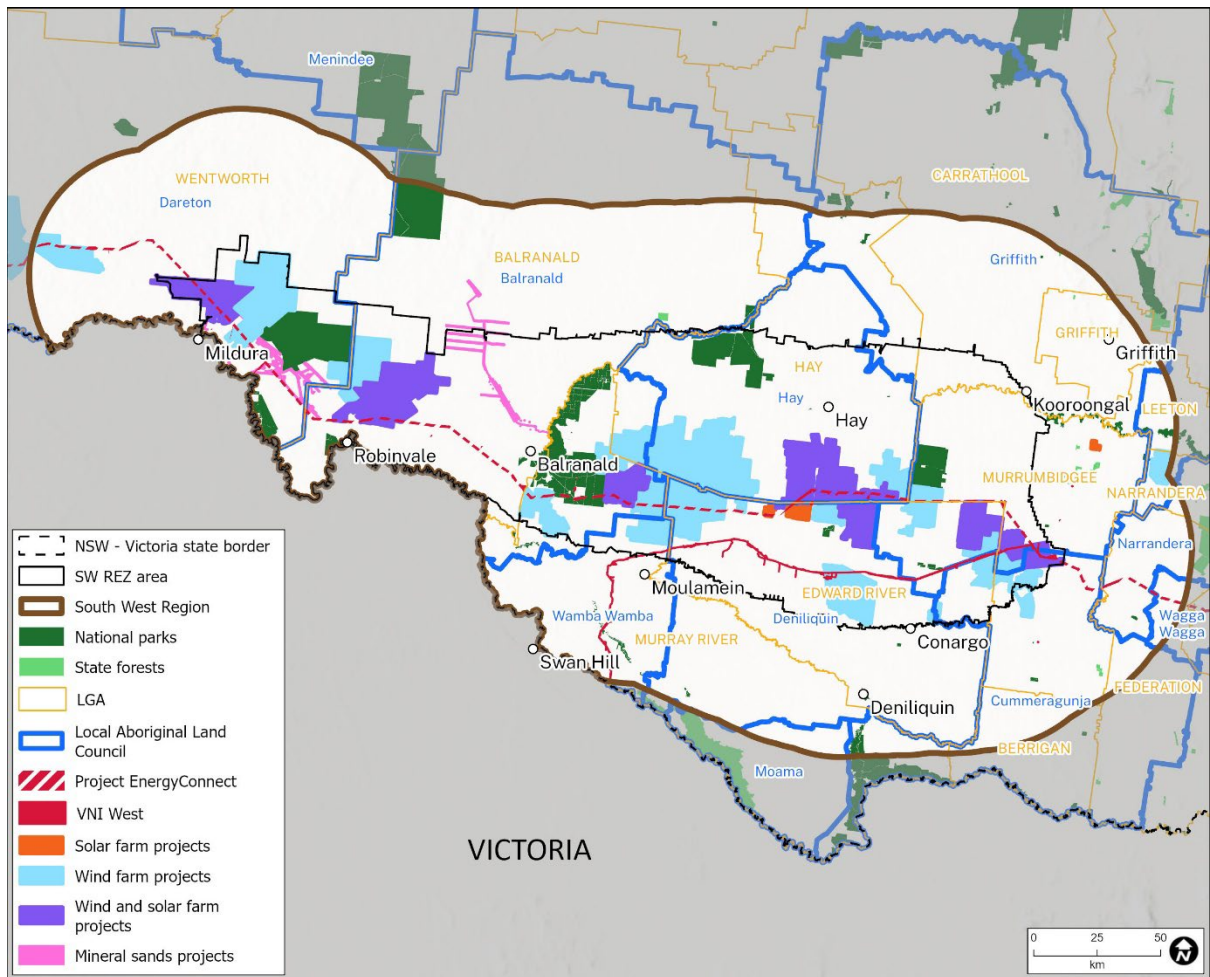 Menindee
WENTWORTH
Dareton
CARRATHOOL
BALRANALD
Balranald
Griffith
GRIFFITH
Griffith
Mildura
HAY
Hay
Hay
Kooroongal
LEETON
Robinvale
Balranald
MURRUMBIDGEE
NARRANDERA
Narrandera
Moulamein
EDWARD RIVER
Wamba Wamba
Deniliquin
MURRAY RIVER
Conargo
Wagga
Wagga
Swan Hill
Deniliquin
Cummeragunja
FEDERATION
BERRIGAN
Moama
VICTORIA
NSW - Victoria state border
SW REZ area
South West Region
National parks
State forests
LGA
Local Aboriginal Land
Council
Project EnergyConnect
VNI West
Solar farm projects
Wind farm projects
Wind and solar farm
projects
Mineral sands projects
0 25 50
km
N